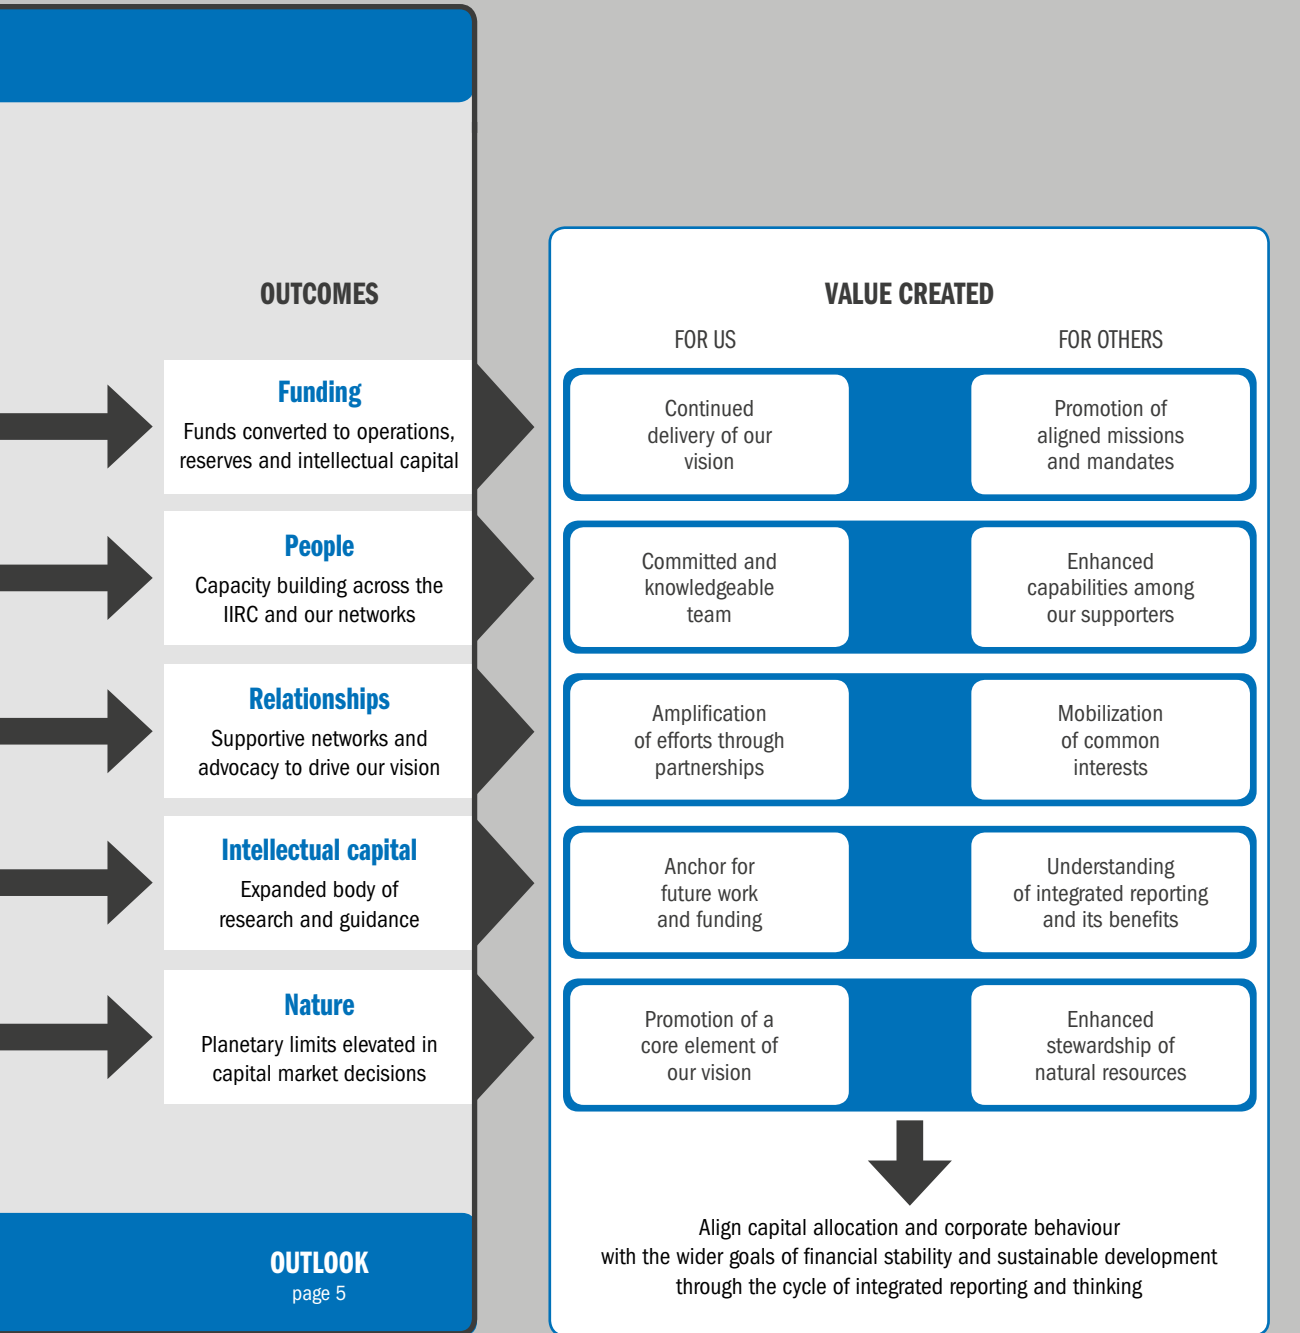 OUTCOMES
Funding
Funds converted to operations,
reserves and intellectual capital
People
Capacity building across the
IIRC and our networks
Relationships
Supportive networks and
advocacy to drive our vision
Intellectual capital
Expanded body of
research and guidance
Nature
Planetary limits elevated in
capital market decisions
OUTLOOK
page 5
VALUE CREATED
FOR US
FOR OTHERS
Continued
delivery of our
vision
Promotion of
aligned missions
and mandates
Committed and
knowledgeable
team
Enhanced
capabilities among
our supporters
Amplification
of efforts through
partnerships
Mobilization
of common
interests
Anchor for
future work
and funding
Understanding
of integrated reporting
and its benefits
Promotion of a
core element of
our vision
Enhanced
stewardship of
natural resources
Align capital allocation and corporate behaviour
with the wider goals of financial stability and sustainable development
through the cycle of integrated reporting and thinking